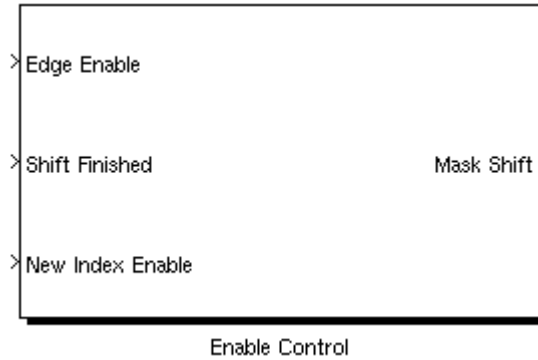 Edge Enable
Shift Finished
Mask Shift
New Index Enable
Enable Control